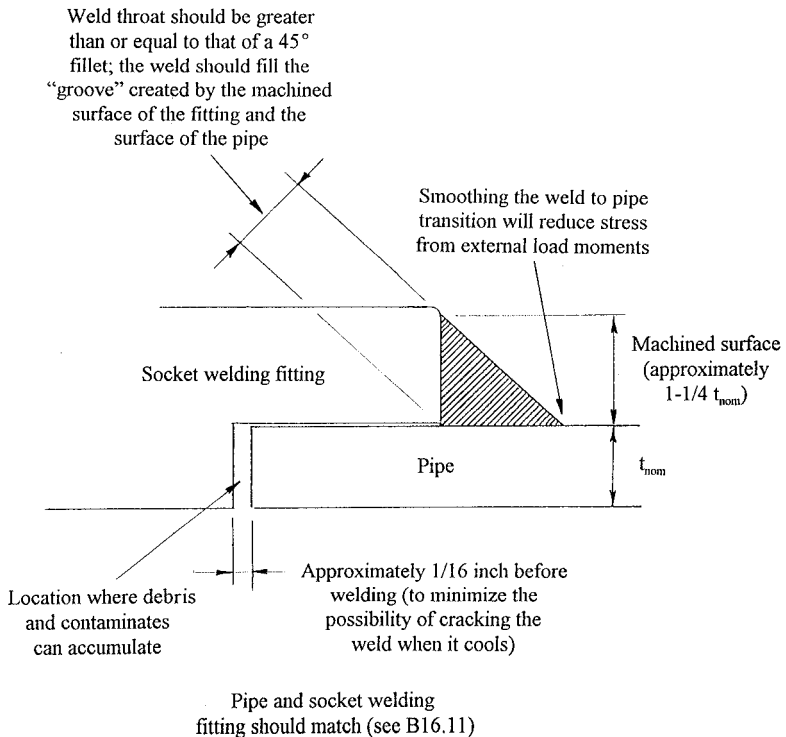 Weld throat should be greater
than or equal to that of a 45°
fillet; the weld should fill the
“groove” created by the machined
surface of the fitting and the
surface of the pipe
Smoothing the weld to pipe
transition will reduce stress
from external load moments
Machined surface
(approximately
1-1/4 tnom)
Socket welding fitting
Pipe
tnom
Location where debris
and contaminates
can accumulate
Approximately 1/16 inch before
welding (to minimize the
possibility of cracking the
weld when it cools)
Pipe and socket welding
fitting should match (see B16.11)